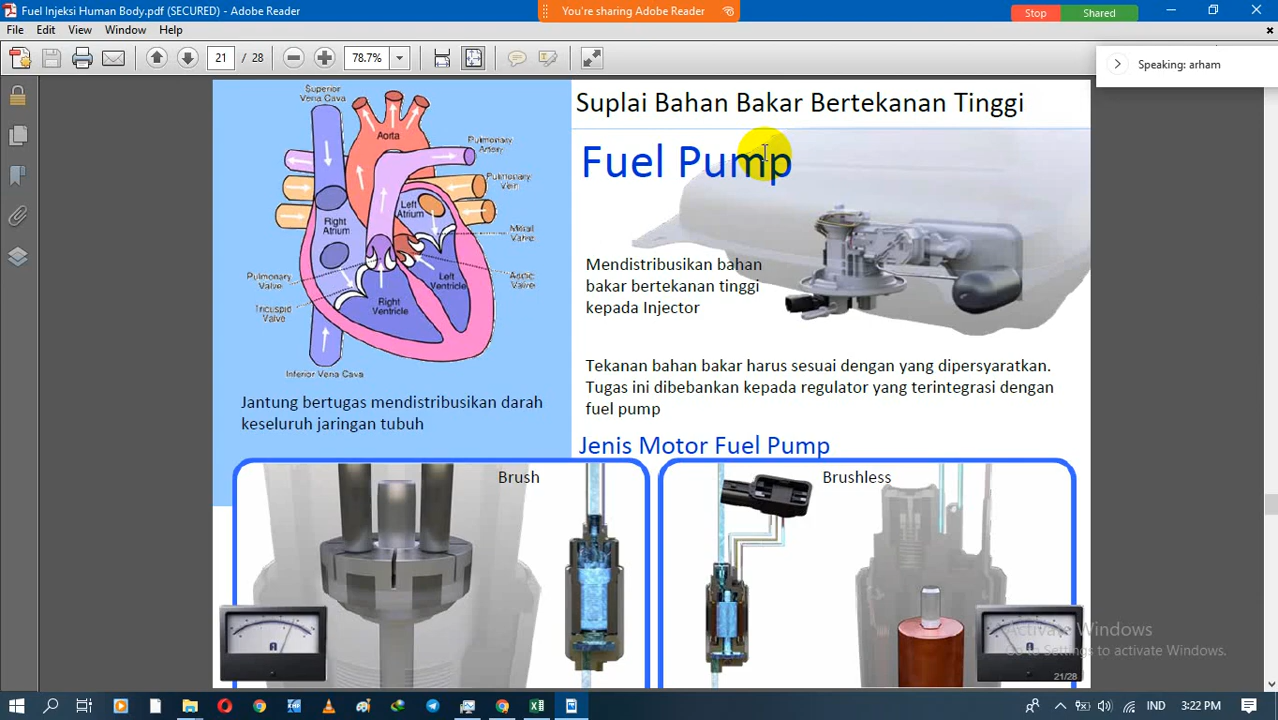 Fuel Injeksi Human Body.pdf (SECURED) - Adobe Reader
You're sharing Adobe Reader
Stop
Shared
File Edit View Window Help
21 / 28
78.7%
Speaking: arham
Superior
Vena Cava
Aorta
Pulmonary
Artery
Pulmonary
Vein
Right
Atrium
Left
Atrium
Mitral
Valve
Pulmonary
Valve
Aortic
Valve
Left
Ventricle
Tricuspid
Valve
Right
Ventricle
Inferior Vena Cava
Jantung bertugas mendistribusikan darah
keseluruh jaringan tubuh
Suplai Bahan Bakar Bertekanan Tinggi
Fuel Pump
Mendistribusikan bahan
bakar bertekanan tinggi
kepada Injector
Tekanan bahan bakar harus sesuai dengan yang dipersyaratkan.
Tugas ini dibebankan kepada regulator yang terintegrasi dengan
fuel pump
Jenis Motor Fuel Pump
Brush
Brushless
A
Activate Windows
Go to Settings to activate Windows.
21/28
IND
3:22 PM